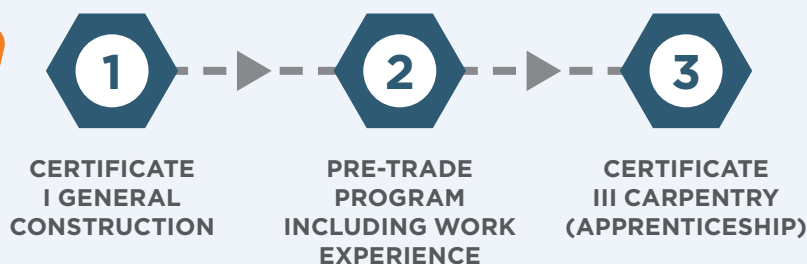 1
2
3
CERTIFICATE
I GENERAL
CONSTRUCTION
PRE-TRADE
PROGRAM
INCLUDING WORK
EXPERIENCE
CERTIFICATE
III CARPENTRY
(APPRENTICESHIP)